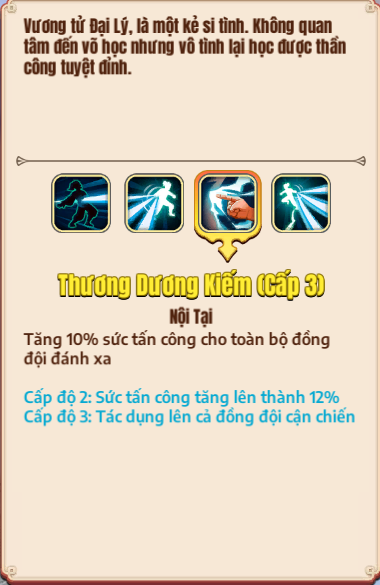 Vương tử Đại Lý, là một kẻ si tình. Không quan
tâm đến võ học nhưng vô tình lại học được thần
công tuyệt đỉnh.
Thương Dương Kiếm (Cấp 3)
Nội Tại
Tăng 10% sức tấn công cho toàn bộ đồng
đội đánh xa
Cấp độ 2: Sức tấn công tăng lên thành 12%
Cấp độ 3: Tác dụng lên cả đồng đội cận chiến